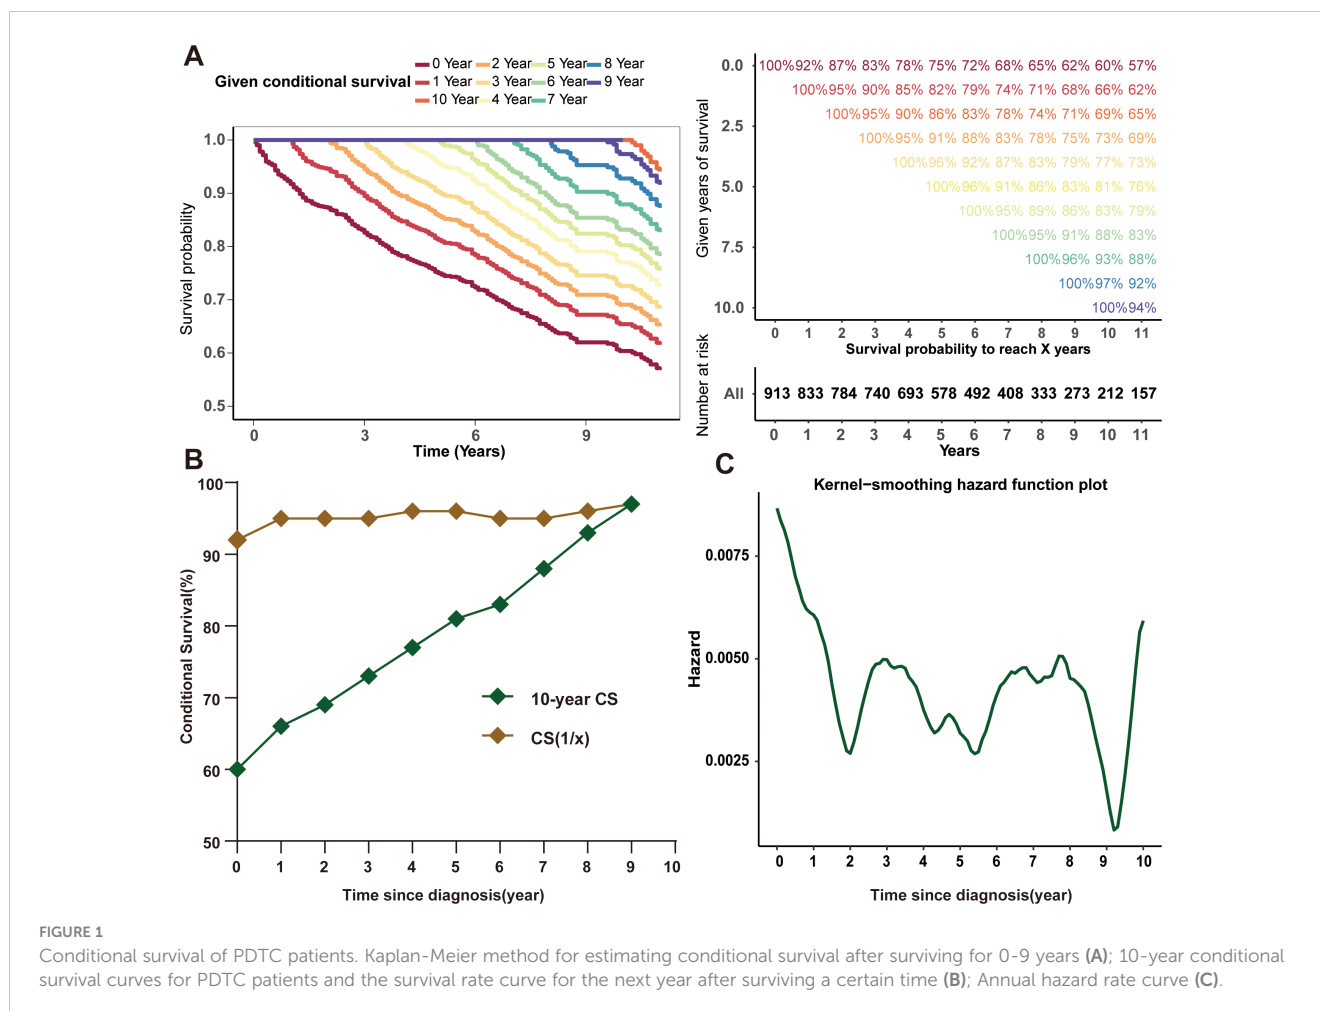 A
Given conditional survival
0 Year 2 Year 5 Year 8 Year
1 Year 3 Year 6 Year 9 Year
10 Year 4 Year 7 Year
Survival probability
1.0
0.9
0.8
0.7
0.6
0.5
0 3 6 9
Time (Years)
Given years of survival
0.0
2.5
5.0
7.5
10.0
100% 92% 87% 83% 78% 75% 72% 68% 65% 62% 60% 57%
100% 95% 90% 85% 82% 79% 74% 71% 68% 66% 62%
100% 95% 90% 86% 83% 78% 74% 71% 69% 65%
100% 95% 91% 88% 83% 78% 75% 73% 69%
100% 96% 92% 87% 83% 79% 77% 73%
100% 96% 91% 86% 83% 81% 76%
100% 95% 89% 86% 83% 79%
100% 95% 91% 88% 83%
100% 96% 93% 88%
100% 97% 92%
100% 94%
0 1 2 3 4 5 6 7 8 9 10 11
Survival probability to reach X years
Number at risk
All 913 833 784 740 693 578 492 408 333 273 212 157
0 1 2 3 4 5 6 7 8 9 10 11
Years
B
Conditional Survival(%)
100
90
80
70
60
50
10-year CS
CS(1/x)
0 1 2 3 4 5 6 7 8 9 10
Time since diagnosis(year)
C
Kernel−smoothing hazard function plot
Hazard
0.0075
0.0050
0.0025
0 1 2 3 4 5 6 7 8 9 10
Time since diagnosis(year)
FIGURE 1
Conditional survival of PDTC patients. Kaplan-Meier method for estimating conditional survival after surviving for 0-9 years (A); 10-year conditional
survival curves for PDTC patients and the survival rate curve for the next year after surviving a certain time (B); Annual hazard rate curve (C).